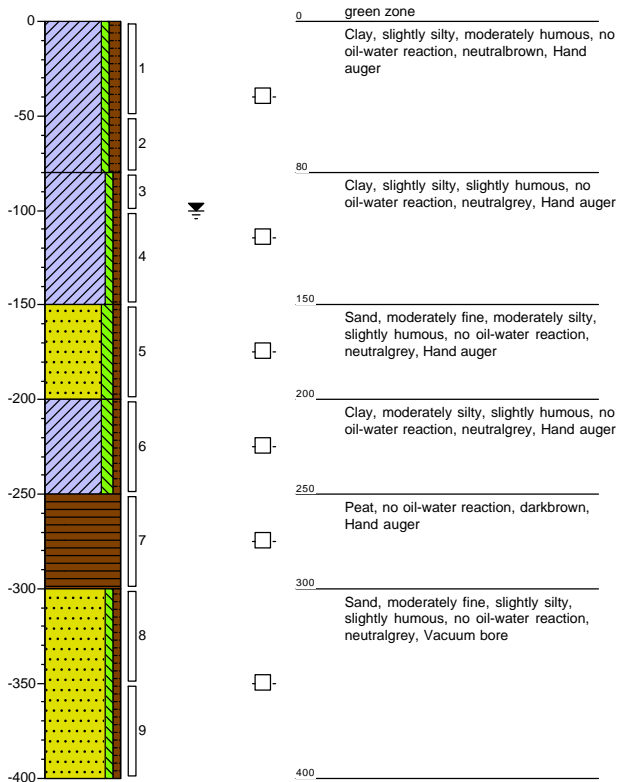 0
-50
-100
-150
-200
-250
-300
-350
-400
1
2
3
4
5
6
7
8
9
0
green zone
Clay, slightly silty, moderately humous, no
oil-water reaction, neutralbrown, Hand
auger
80
Clay, slightly silty, slightly humous, no
oil-water reaction, neutralgrey, Hand auger
150
Sand, moderately fine, moderately silty,
slightly humous, no oil-water reaction,
neutralgrey, Hand auger
200
Clay, moderately silty, slightly humous, no
oil-water reaction, neutralgrey, Hand auger
250
Peat, no oil-water reaction, darkbrown,
Hand auger
300
Sand, moderately fine, slightly silty,
slightly humous, no oil-water reaction,
neutralgrey, Vacuum bore
400